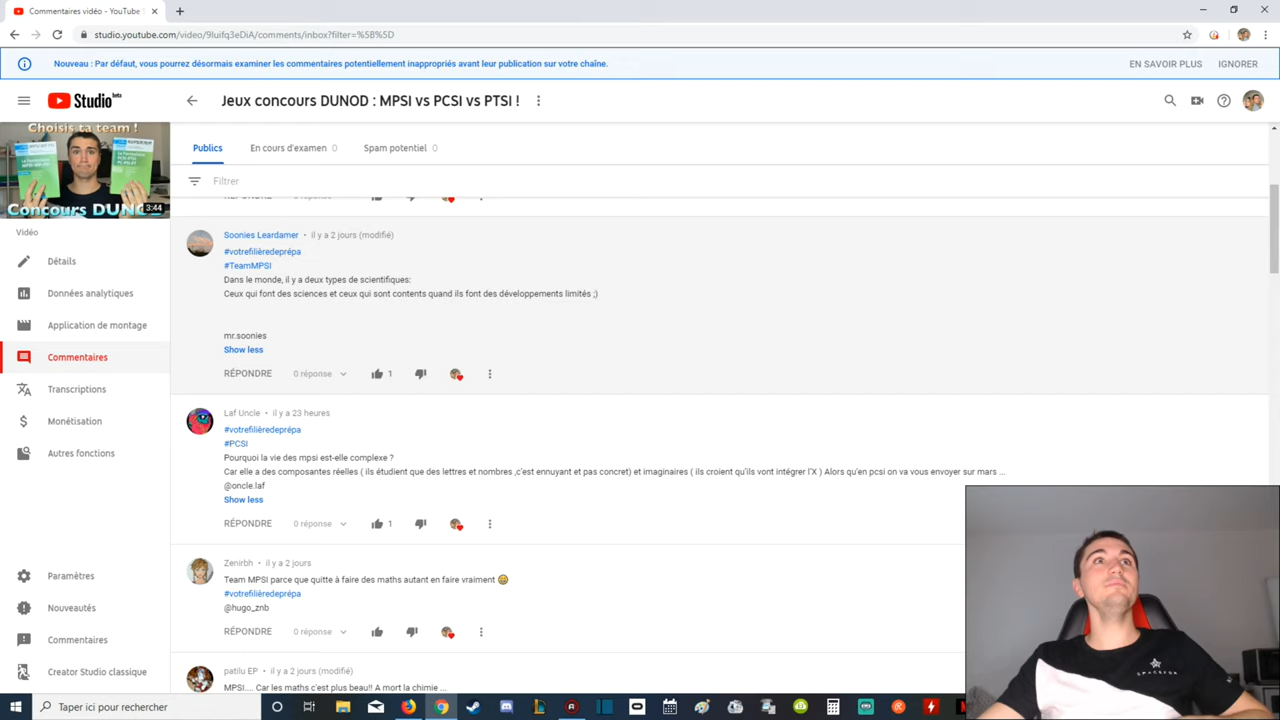 Commentaires vidéo - YouTube S
studio.youtube.com/video/9luifq3eDiA/comments/inbox?filter=%5B%5D
Nouveau : Par défaut, vous pourrez désormais examiner les commentaires potentiellement inappropriés avant leur publication sur votre chaîne.
EN SAVOIR PLUS
IGNORER
Studio beta
Jeux concours DUNOD : MPSI vs PCSI vs PTSI !
Choisis ta team !
Concours DUNOD
3:44
Publics
En cours d'examen 0
Spam potentiel 0
Filtrer
Vidéo
Détails
Données analytiques
Application de montage
Commentaires
Transcriptions
Monétisation
Autres fonctions
Paramètres
Nouveautés
Commentaires
Creator Studio classique
Soonies Leardamer • il y a 2 jours (modifié)
#votrefilièredeprépa
#TeamMPSI
Dans le monde, il y a deux types de scientifiques:
Ceux qui font des sciences et ceux qui sont contents quand ils font des développements limités ;)
mr.soonies
Show less
RÉPONDRE 0 réponse 1
Laf Uncle • il y a 23 heures
#votrefilièredeprépa
#PCSI
Pourquoi la vie des mpsi est-elle complexe ?
Car elle a des composantes réelles ( ils étudient que des lettres et nombres ,c'est ennuyant et pas concret) et imaginaires ( ils croient qu'ils vont intégrer l'X ) Alors qu'en pcsi on va vous envoyer sur mars ...
@oncle.laf
Show less
RÉPONDRE 0 réponse 1
Zenirbh • il y a 2 jours
Team MPSI parce que quitte à faire des maths autant en faire vraiment 😄
#votrefilièredeprépa
@hugo_znb
RÉPONDRE 0 réponse
patilu EP • il y a 2 jours (modifié)
MPSI.... Car les maths c'est plus beau!! A mort la chimie ...
Taper ici pour rechercher